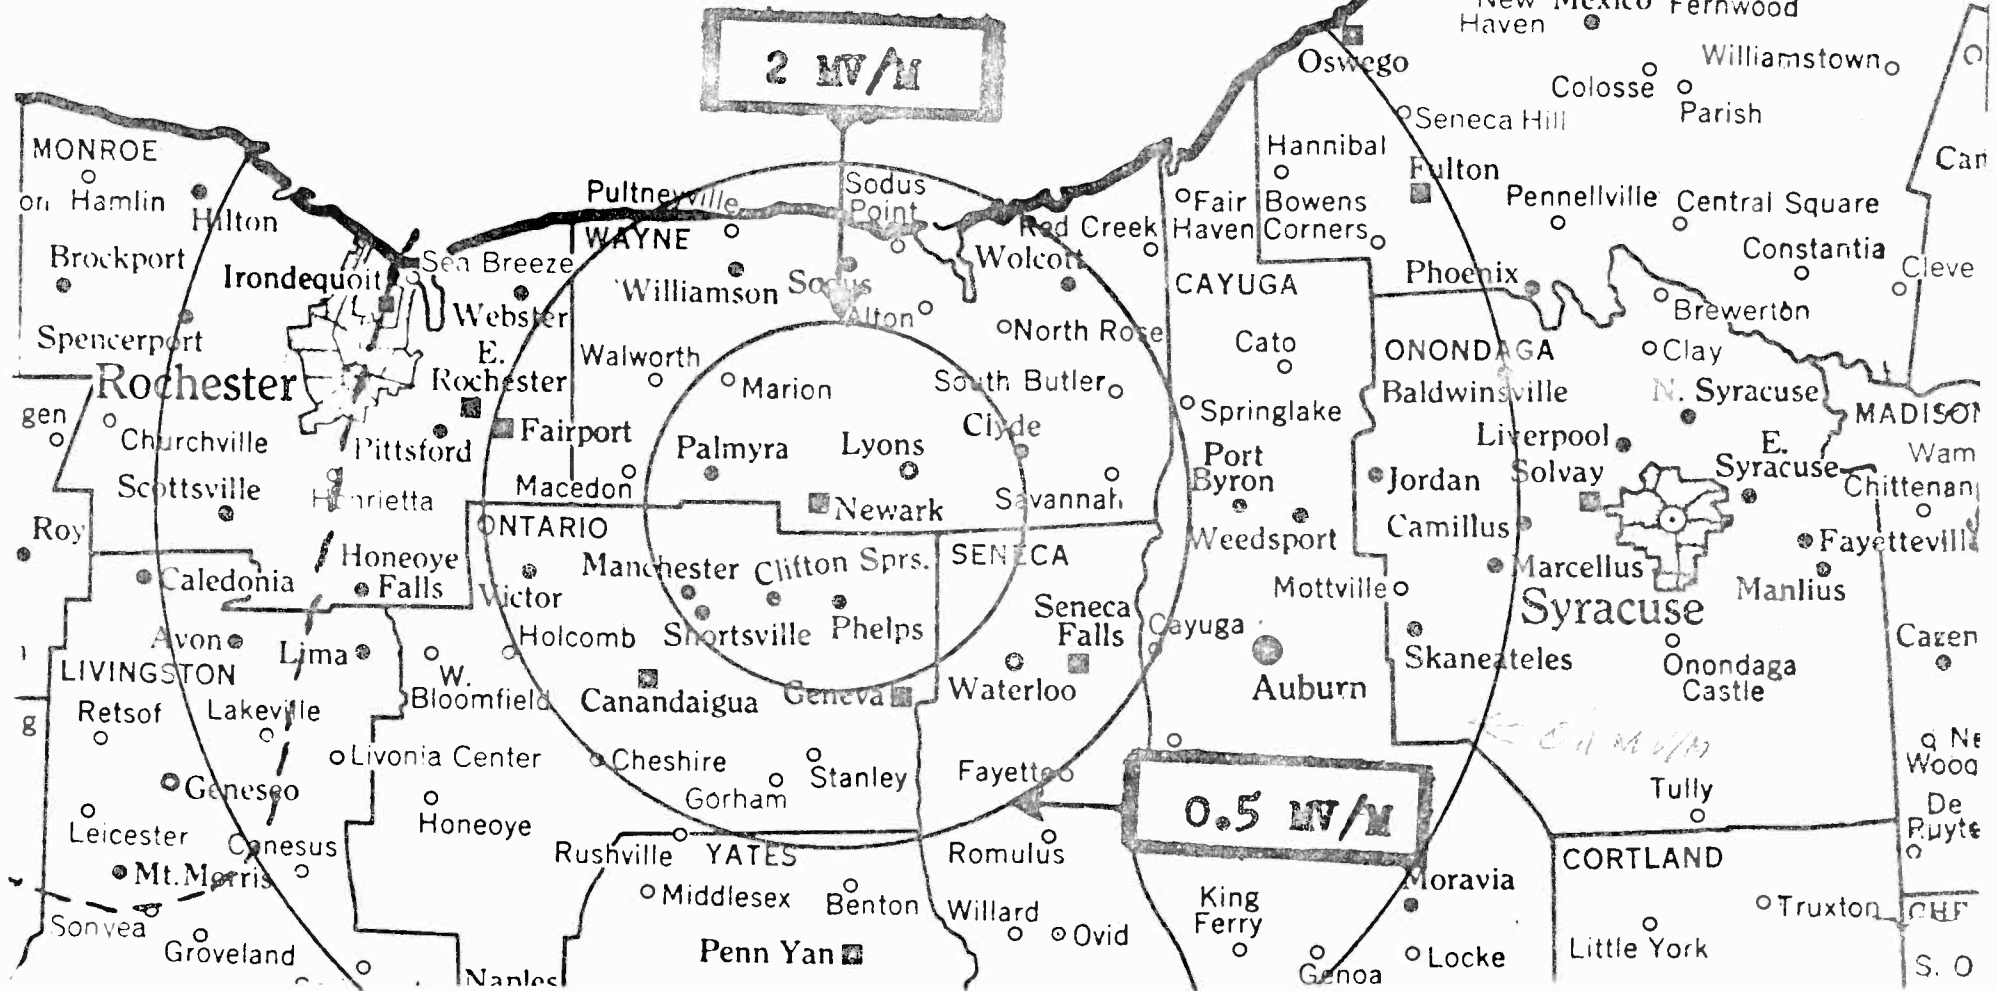 New Mexico Fernwood
Haven
2 MV/M
Oswego
Williamstown
Colosse
Parish
Seneca Hill
MONROE
Hannibal
Fulton
Hamlin
Hilton
Pultneyville
Sodus
Point
Fair
Haven
Bowens
Corners
Pennellville
Central Square
WAYNE
Red Creek
Brockport
Irondequoit
Sea Breeze
Wolcott
Constantia
Phoenix
Cleve
Williamson
Sodus
CAYUGA
Webster
Alton
North Rose
Brewerton
Spencerport
E.
Rochester
Walworth
Cato
ONONDAGA
Clay
Rochester
Marion
South Butler
Baldwinsville
N. Syracuse
gen
Springlake
MADISON
Churchville
Pittsford
Fairport
Palmyra
Lyons
Clyde
Liverpool
E.
Syracuse
Port
Byron
Solvay
Wam
Scottsville
Henrietta
Macedon
Newark
Savannah
Jordan
Chittenan
Roy
ONTARIO
Weedsport
Camillus
Fayetteville
Honeoye
Falls
Manchester
Clifton Sprs.
SENECA
Caledonia
Victor
Mottville
Marcellus
Manlius
Syracuse
Avon
Lima
Holcomb
Shortsville
Phelps
Seneca
Falls
Cayuga
Cazen
LIVINGSTON
W.
Bloomfield
Canandaigua
Geneva
Waterloo
Auburn
Skaneateles
Onondaga
Castle
g
Retsof
Lakeville
Livonia Center
Cheshire
Stanley
Fayette
0.1 MV/M
Ne
Wood
Geneseo
Gorham
0.5 MV/M
Tully
De
Ruyte
Leicester
Conesus
Honeoye
Rushville
YATES
Romulus
CORTLAND
Mt. Morris
Middlesex
Benton
Willard
King
Ferry
Moravia
Truxton
Sonyea
Groveland
Penn Yan
Ovid
Genoa
Locke
Little York
Naples
S. O